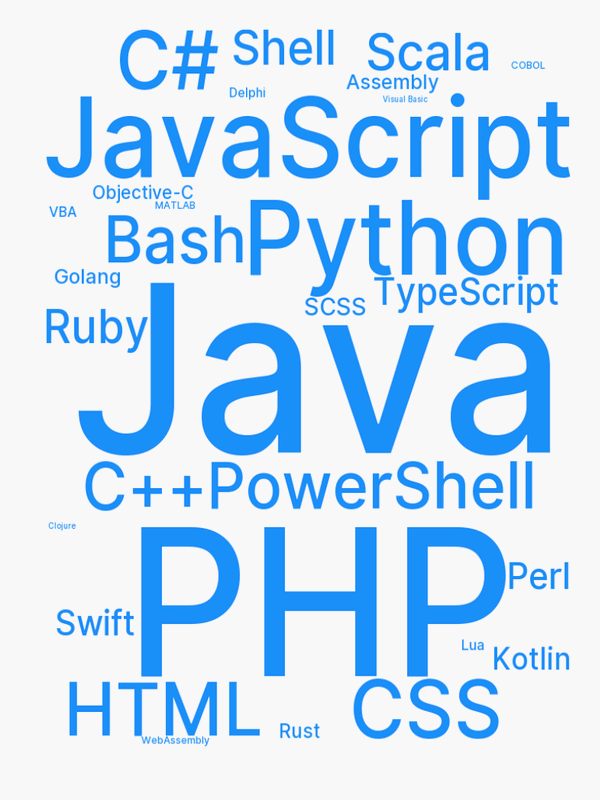 C# Shell Scala COBOL
Delphi Assembly
Visual Basic
JavaScript
Objective-C
VBA MATLAB
Bash Python
Golang TypeScript
SCSS
Ruby Java
C++ PowerShell
Clojure
PHP Perl
Swift
Lua Kotlin
HTML CSS
WebAssembly Rust